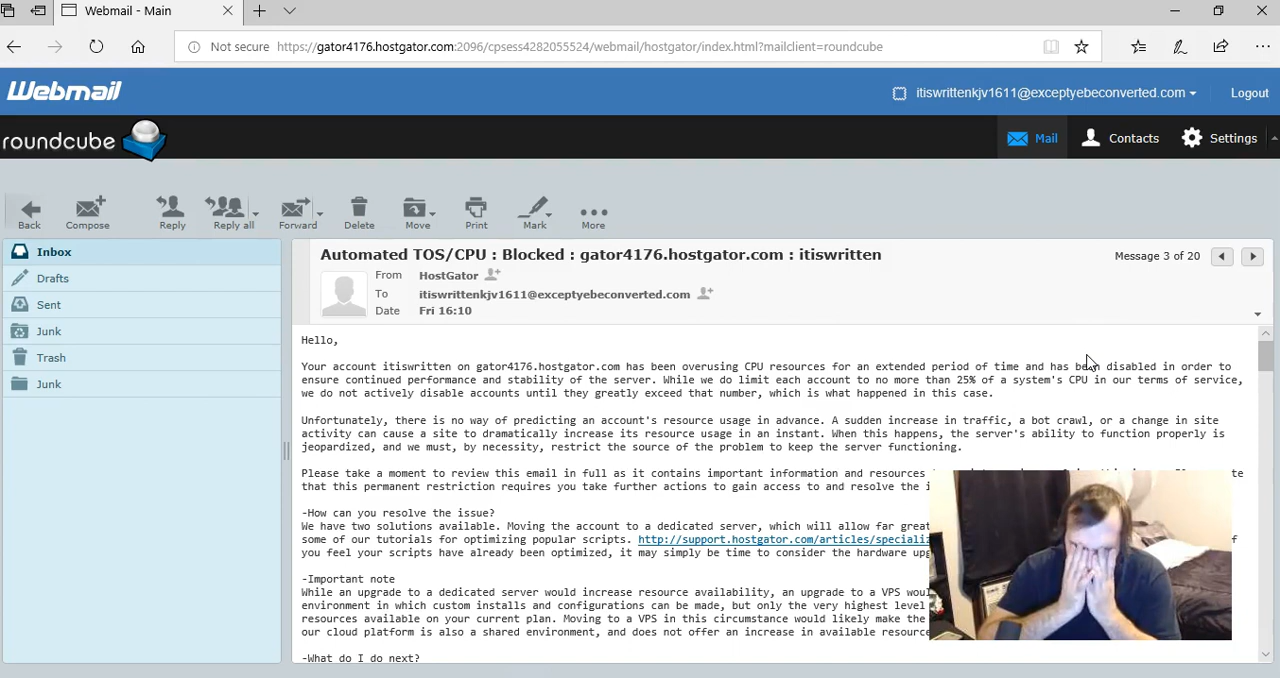 Webmail - Main
Not secure https://gator4176.hostgator.com:2096/cpsess4282055524/webmail/hostgator/index.html?mailclient=roundcube
Webmail
itiswrittenkjv1611@exceptyebeconverted.com
Logout
roundcube
Mail
Contacts
Settings
Back
Compose
Reply
Reply all
Forward
Delete
Move
Print
Mark
More
Inbox
Drafts
Sent
Junk
Trash
Junk
Automated TOS/CPU : Blocked : gator4176.hostgator.com : itiswritten
Message 3 of 20
From HostGator
To itiswrittenkjv1611@exceptyebeconverted.com
Date Fri 16:10
Hello,
Your account itiswritten on gator4176.hostgator.com has been overusing CPU resources for an extended period of time and has been disabled in order to
ensure continued performance and stability of the server. While we do limit each account to no more than 25% of a system's CPU in our terms of service,
we do not actively disable accounts until they greatly exceed that number, which is what happened in this case.
Unfortunately, there is no way of predicting an account's resource usage in advance. A sudden increase in traffic, a bot crawl, or a change in site
activity can cause a site to dramatically increase its resource usage in an instant. When this happens, the server's ability to function properly is
jeopardized, and we must, by necessity, restrict the source of the problem to keep the server functioning.
Please take a moment to review this email in full as it contains important information and resources
that this permanent restriction requires you take further actions to gain access to and resolve the
-How can you resolve the issue?
We have two solutions available. Moving the account to a dedicated server, which will allow far
some of our tutorials for optimizing popular scripts. http://support.hostgator.com/articles/speciali
you feel your scripts have already been optimized, it may simply be time to consider the hardware
-Important note
While an upgrade to a dedicated server would increase resource availability, an upgrade to a VPS
environment in which custom installs and configurations can be made, but only the very highest level
resources available on your current plan. Moving to a VPS in this circumstance would likely make the
our cloud platform is also a shared environment, and does not offer an increase in available
-What do I do next?